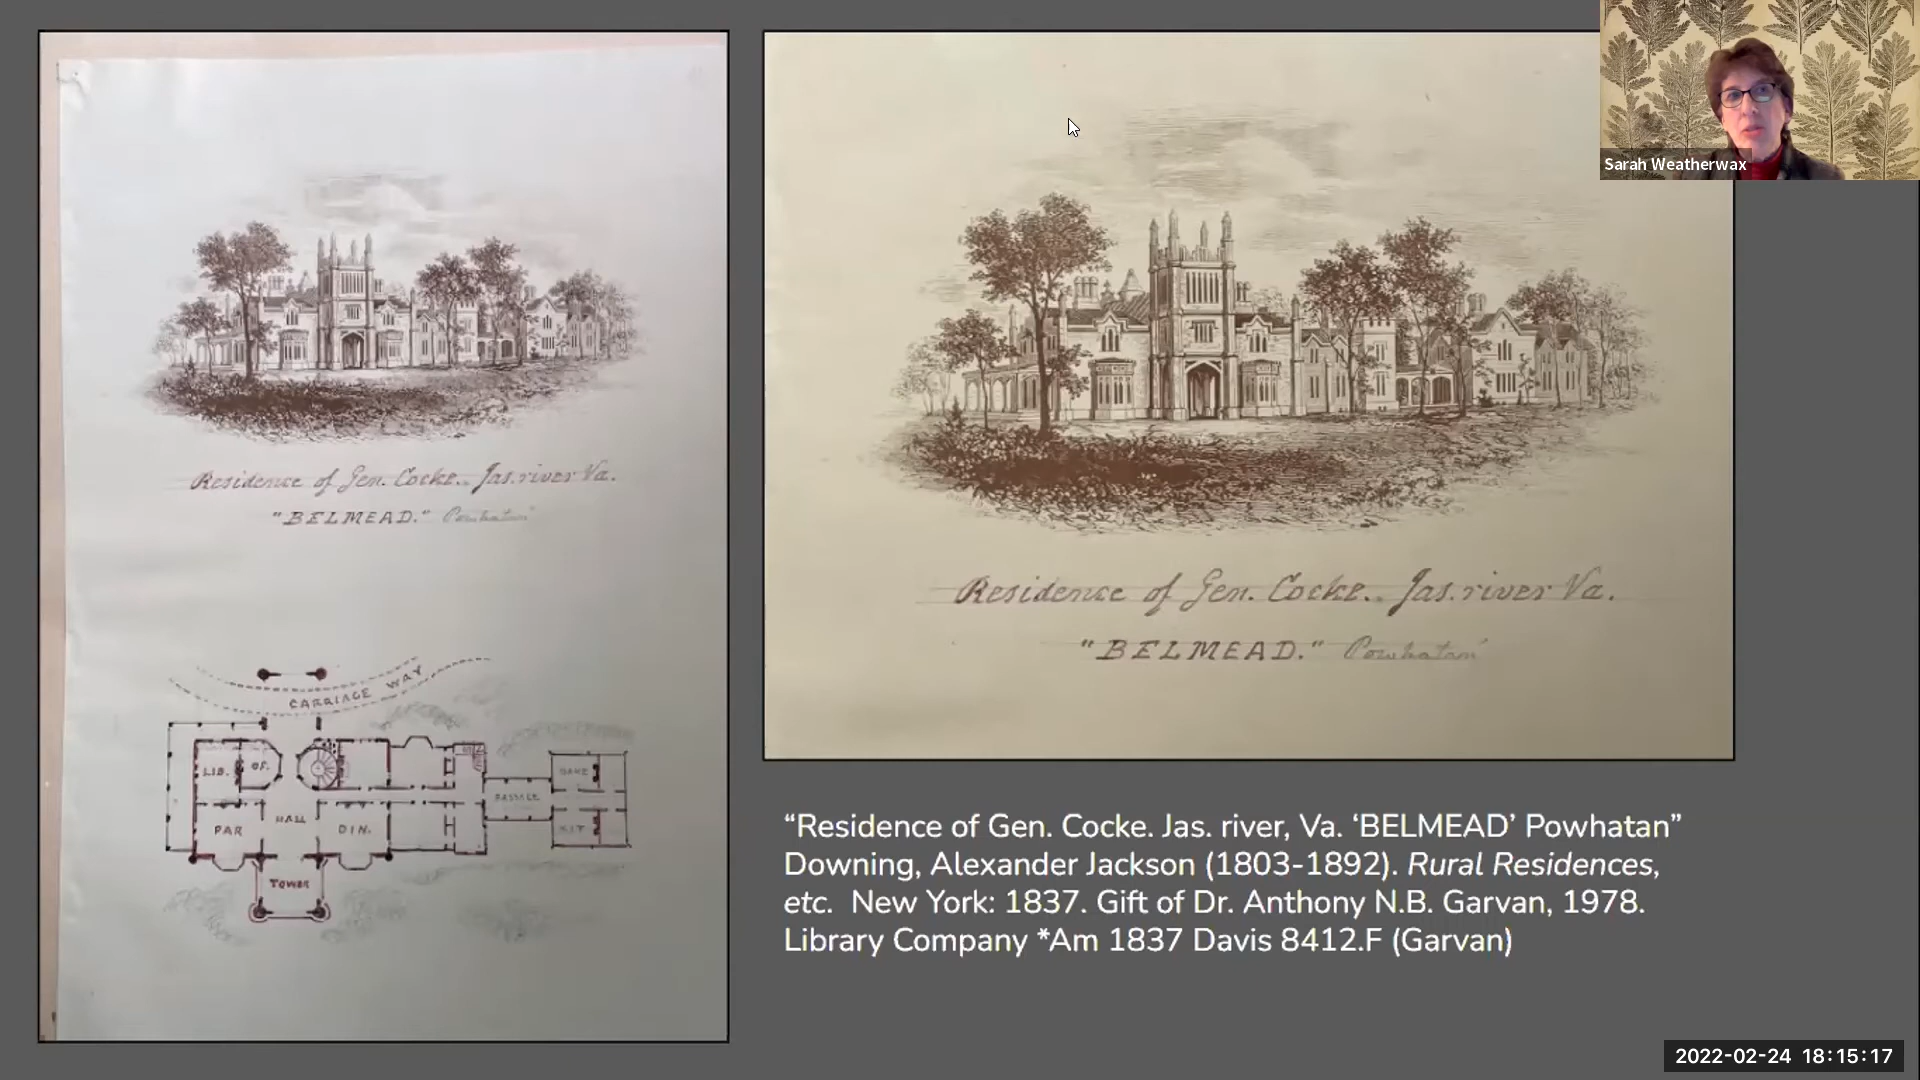 Residence of Gen. Cocke.. Jas. river Va.
"BELMEAD." Powhatan"
CARRIAGE WAY
LIB.
OF.
PAR
HALL
DIN.
PASSAGE
BAKE
KIT
TOWER
Residence of Gen. Cocke.. Jas. river Va.
"BELMEAD." Powhatan"
“Residence of Gen. Cocke. Jas. river, Va. ‘BELMEAD’ Powhatan”
Downing, Alexander Jackson (1803-1892). Rural Residences,
etc. New York: 1837. Gift of Dr. Anthony N.B. Garvan, 1978.
Library Company *Am 1837 Davis 8412.F (Garvan)
Sarah Weatherwax
2022-02-24 18:15:17